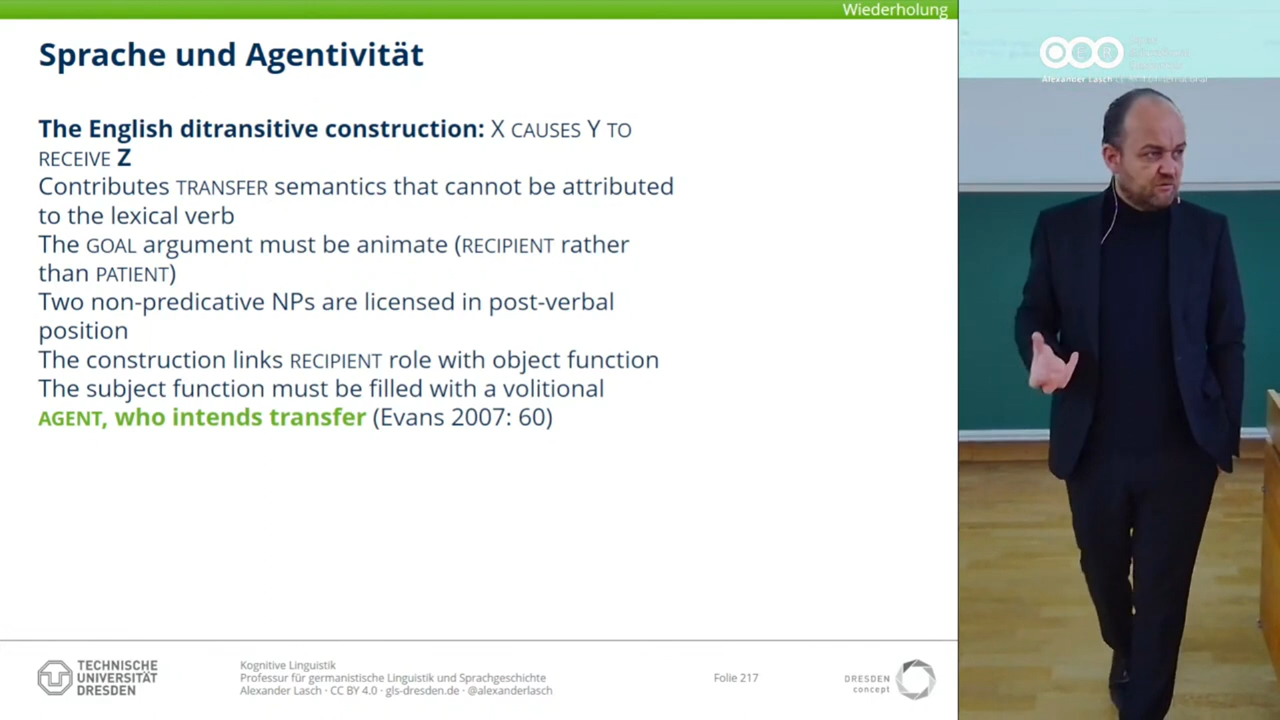 Wiederholung
Sprache und Agentivität
The English ditransitive construction: X CAUSES Y TO
RECEIVE Z
Contributes TRANSFER semantics that cannot be attributed
to the lexical verb
The GOAL argument must be animate (RECIPIENT rather
than PATIENT)
Two non-predicative NPs are licensed in post-verbal
position
The construction links RECIPIENT role with object function
The subject function must be filled with a volitional
AGENT, who intends transfer (Evans 2007: 60)
TECHNISCHE
UNIVERSITÄT
DRESDEN
Kognitive Linguistik
Professur für germanistische Linguistik und Sprachgeschichte
Alexander Lasch · CC BY 4.0 · gls-dresden.de · @alexanderlasch
Folie 217
DRESDEN
concept
OER
Alexander Lasch